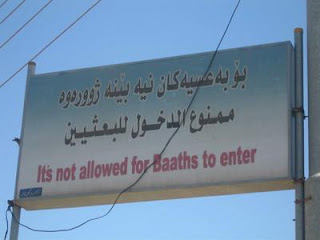 بۆ بەعسیەکان نیە بێنە ژوورەوە
ممنوع الدخول للبعثيين
It's not allowed for Baaths to enter